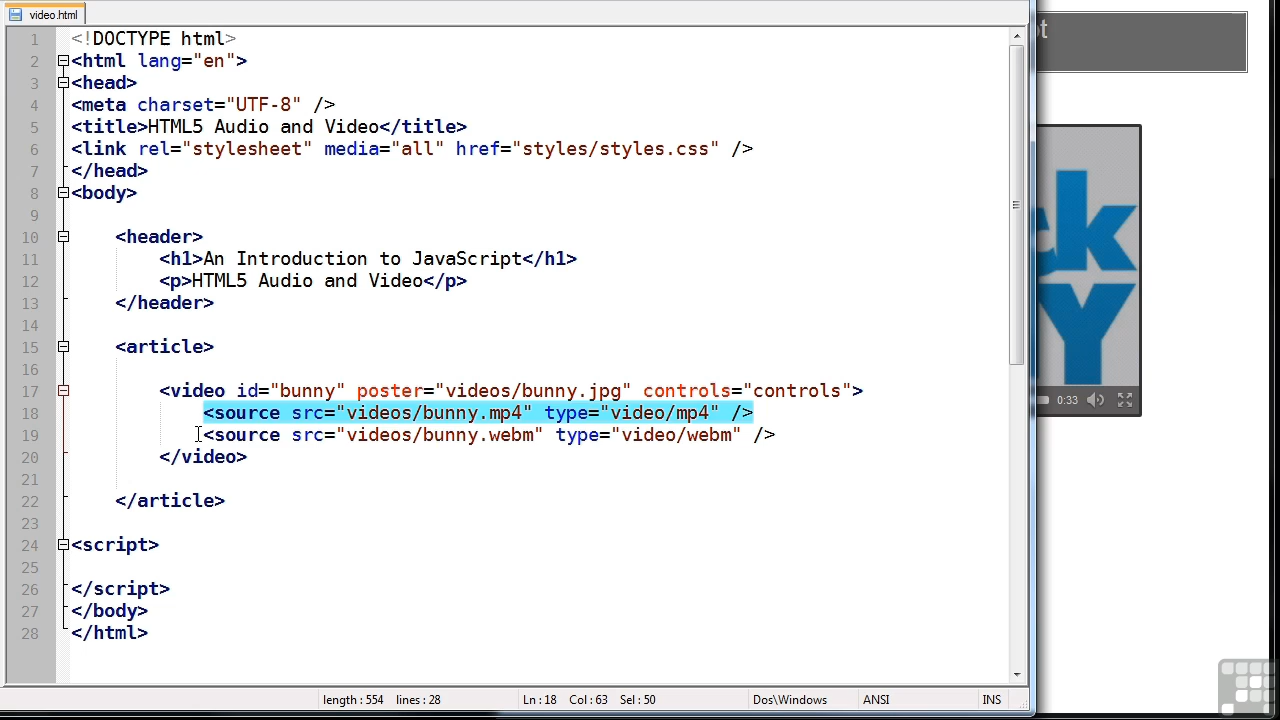 video.html
1 <!DOCTYPE html>
2 <html lang="en">
3 <head>
4 <meta charset="UTF-8" />
5 <title>HTML5 Audio and Video</title>
6 <link rel="stylesheet" media="all" href="styles/styles.css" />
7 </head>
8 <body>
9
10 <header>
11 <h1>An Introduction to JavaScript</h1>
12 <p>HTML5 Audio and Video</p>
13 </header>
14
15 <article>
16
17 <video id="bunny" poster="videos/bunny.jpg" controls="controls">
18 <source src="videos/bunny.mp4" type="video/mp4" />
19 <source src="videos/bunny.webm" type="video/webm" />
20 </video>
21
22 </article>
23
24 <script>
25
26 </script>
27 </body>
28 </html>
pt
ck
Y
0:33
length : 554 lines : 28 Ln : 18 Col : 63 Sel : 50 Dos\Windows ANSI INS